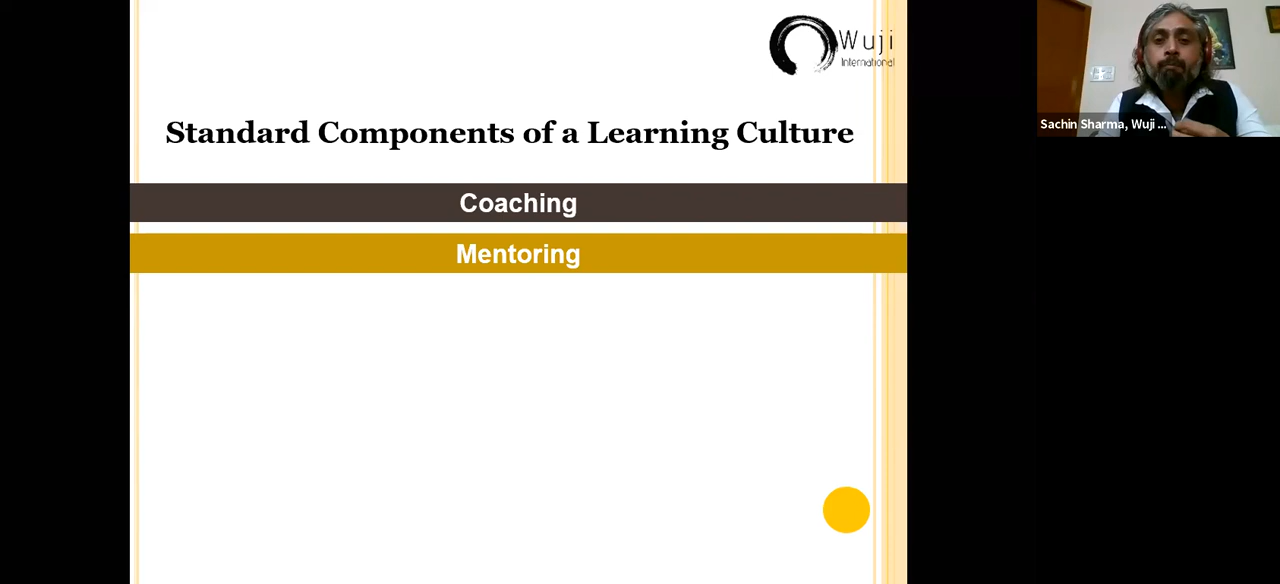 Wuji
International
Standard Components of a Learning Culture
Coaching
Mentoring
Sachin Sharma, Wuji ...